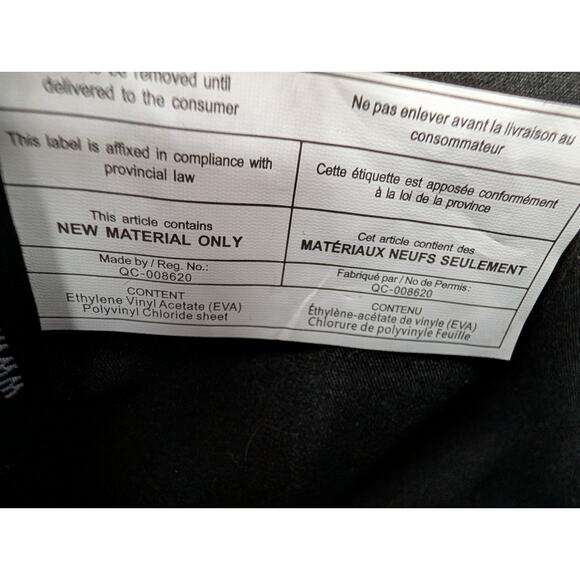 be removed until
delivered to the consumer
This label is affixed in compliance with
provincial law
This article contains
NEW MATERIAL ONLY
Made by / Reg. No.:
QC-008620
CONTENT
Ethylene Vinyl Acetate (EVA)
Polyvinyl Chloride sheet
Ne pas enlever avant la livraison au
consommateur
Cette étiquette est apposée conformément
à la loi de la province
Cet article contient des
MATÉRIAUX NEUFS SEULEMENT
Fabriqué par / No de Permis:
QC-008620
CONTENU
Éthylène-acétate de vinyle (EVA)
Chlorure de polyvinyle Feuille